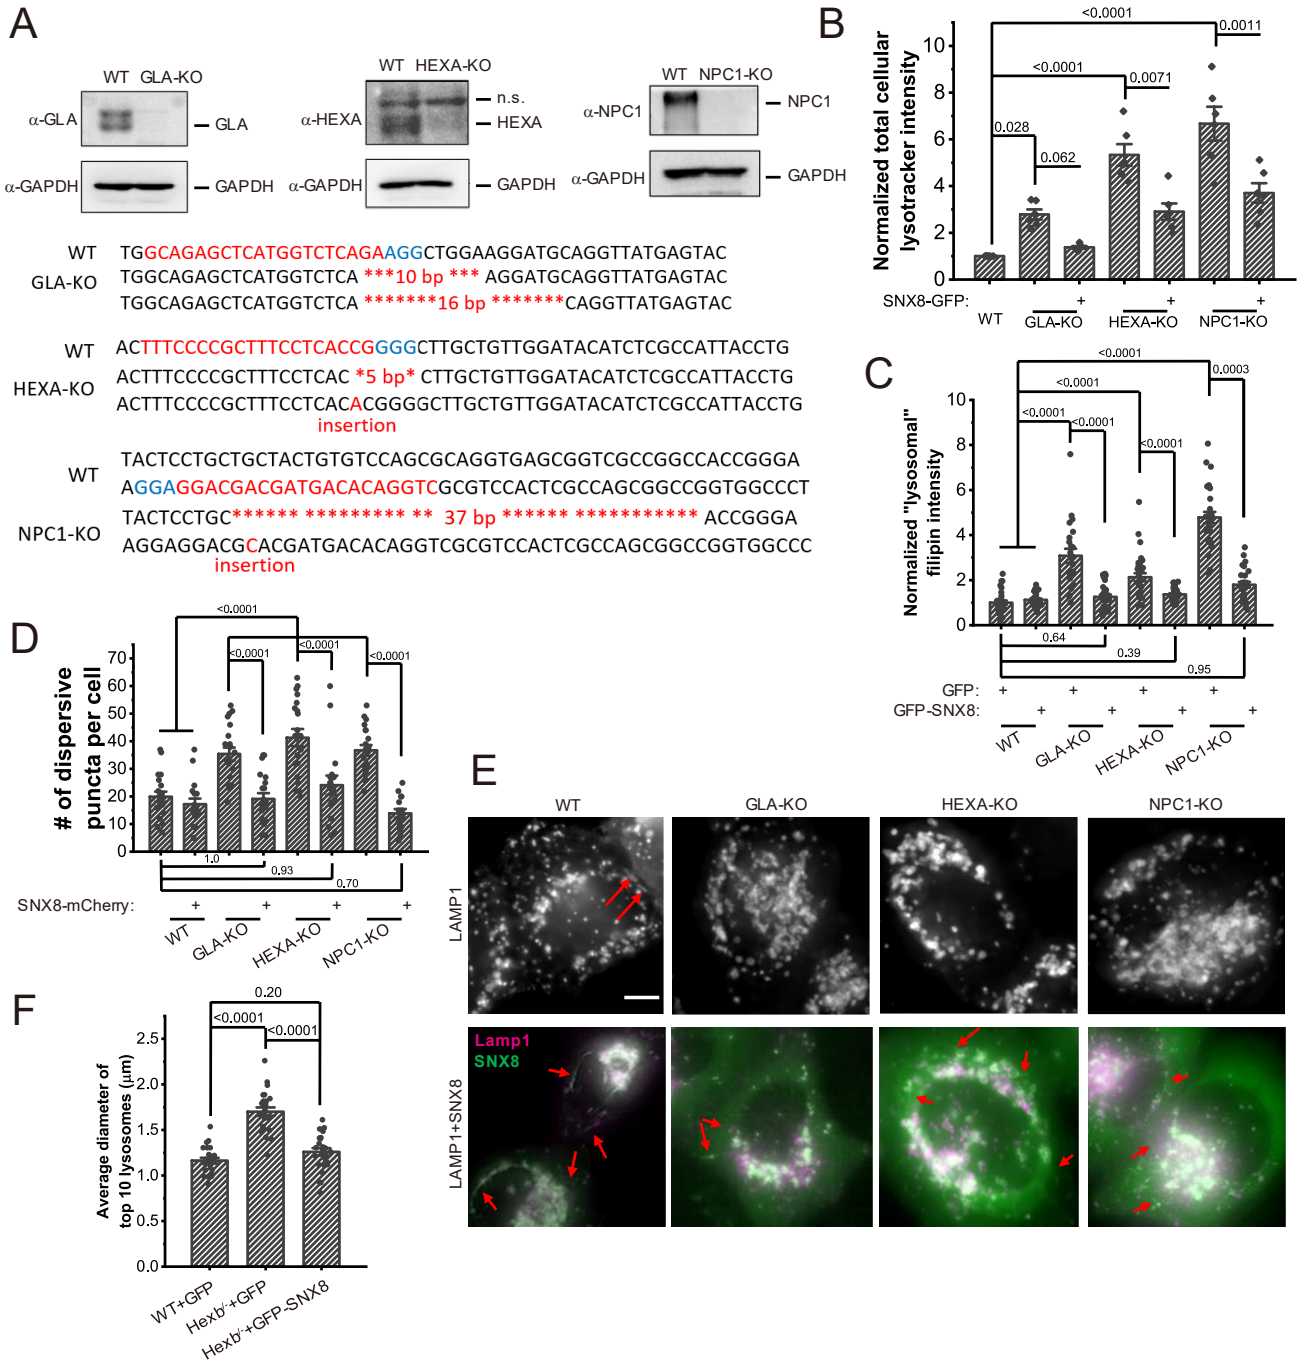 A
WT GLA-KO
α-GLA
GLA
α-GAPDH
GAPDH
WT HEXA-KO
n.s.
α-HEXA
HEXA
α-GAPDH
GAPDH
WT NPC1-KO
α-NPC1
NPC1
α-GAPDH
GAPDH
WT TGGCAGAGCTCATGGTCTCAGAAGGCTGGAAGGATGCAGGTTATGAGTAC
GLA-KO TGGCAGAGCTCATGGTCTCA ***10 bp *** AGGATGCAGGTTATGAGTAC
TGGCAGAGCTCATGGTCTCA *******16 bp *******CAGGTTATGAGTAC
WT ACTTTCCCCGCTTTCCTCACCGGGGCTTGCTGTTGGATACATCTCGCCATTACCTG
HEXA-KO ACTTTCCCCGCTTTCCTCAC *5 bp* CTTGCTGTTGGATACATCTCGCCATTACCTG
ACTTTCCCCGCTTTCCTCACACGGGGCTTGCTGTTGGATACATCTCGCCATTACCTG
insertion
WT
TACTCCTGCTGCTACTGTGTCCAGCGCAGGTGAGCGGTCGCCGGCCACCGGGA
AGGAGGACGACGATGACACAGGTCGCGTCCACTCGCCAGCGGCCGGTGGCCCT
NPC1-KO
TACTCCTGC****** ********* ** 37 bp ****** *********** ACCGGGA
AGGAGGACGCACGATGACACAGGTCGCGTCCACTCGCCAGCGGCCGGTGGCCC
insertion
B
Normalized total cellular
lysotracker intensity
10
8
6
4
2
0
<0.0001
0.0011
<0.0001
0.0071
0.028
0.062
SNX8-GFP: + + +
WT GLA-KO HEXA-KO NPC1-KO
C
Normalized "lysosomal"
filipin intensity
10
8
6
4
2
0
<0.0001
0.0003
<0.0001
<0.0001
<0.0001
<0.0001
0.64
0.39
0.95
GFP: + + + +
GFP-SNX8: + + + +
WT GLA-KO HEXA-KO NPC1-KO
D
# of dispersive
puncta per cell
70
60
50
40
30
20
10
0
<0.0001
<0.0001
<0.0001
<0.0001
1.0
0.93
0.70
SNX8-mCherry: + + + +
WT GLA-KO HEXA-KO NPC1-KO
E
WT GLA-KO HEXA-KO NPC1-KO
LAMP1
LAMP1+SNX8
Lamp1
SNX8
F
Average diameter of
top 10 lysosomes (μm)
2.5
2.0
1.5
1.0
0.5
0.0
0.20
<0.0001
<0.0001
WT+GFP
Hexb⁻/⁻+GFP
Hexb⁻/⁻+GFP-SNX8